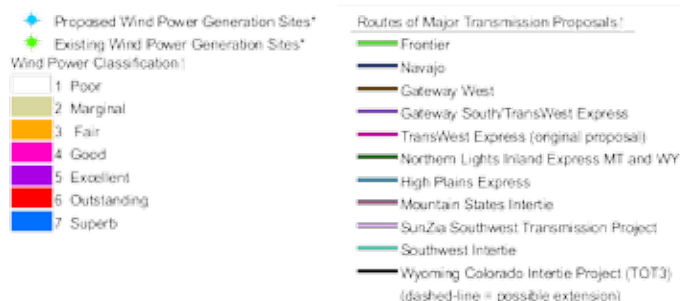 Proposed Wind Power Generation Sites*
Existing Wind Power Generation Sites*
Wind Power Classification†
1 Poor
2 Marginal
3 Fair
4 Good
5 Excellent
6 Outstanding
7 Superb
Routes of Major Transmission Proposals†
Frontier
Navajo
Gateway West
Gateway South/TransWest Express
TransWest Express (original proposal)
Northern Lights Inland Express MT and WY
High Plains Express
Mountain States Intertie
SunZia Southwest Transmission Project
Southwest Intertie
Wyoming Colorado Intertie Project (TOT3)
(dashed-line = possible extension)